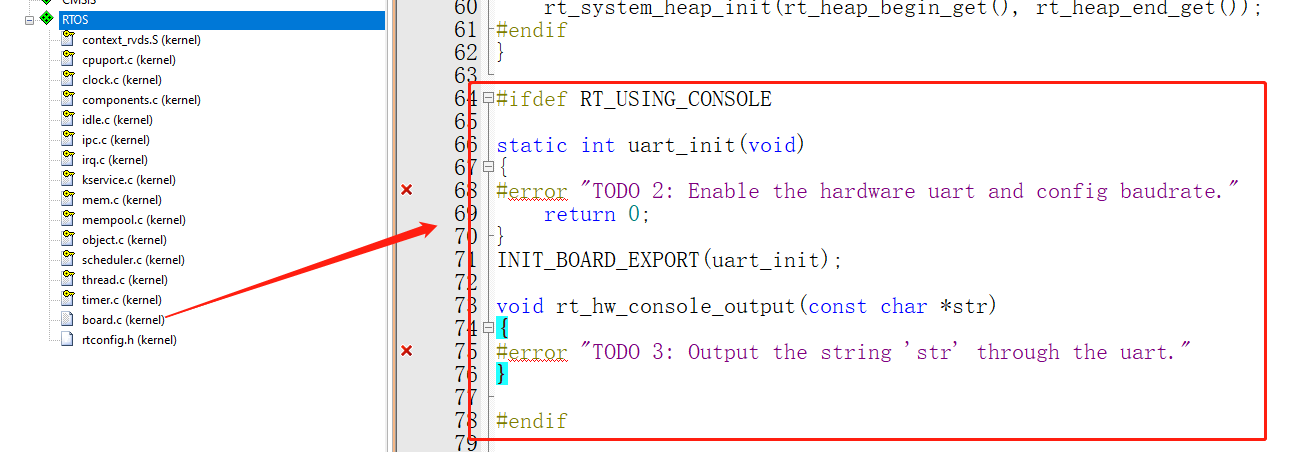 CMSIS
RTOS
context_rvds.S (kernel)
cpuport.c (kernel)
clock.c (kernel)
components.c (kernel)
idle.c (kernel)
ipc.c (kernel)
irq.c (kernel)
kservice.c (kernel)
mem.c (kernel)
mempool.c (kernel)
object.c (kernel)
scheduler.c (kernel)
thread.c (kernel)
timer.c (kernel)
board.c (kernel)
rtconfig.h (kernel)
60 rt_system_heap_init(rt_heap_begin_get(), rt_heap_end_get());
61 #endif
62 }
63
64 #ifdef RT_USING_CONSOLE
65
66 static int uart_init(void)
67 {
68 #error "TODO 2: Enable the hardware uart and config baudrate."
69 return 0;
70 }
71 INIT_BOARD_EXPORT(uart_init);
72
73 void rt_hw_console_output(const char *str)
74 {
75 #error "TODO 3: Output the string 'str' through the uart."
76 }
77
78 #endif
79